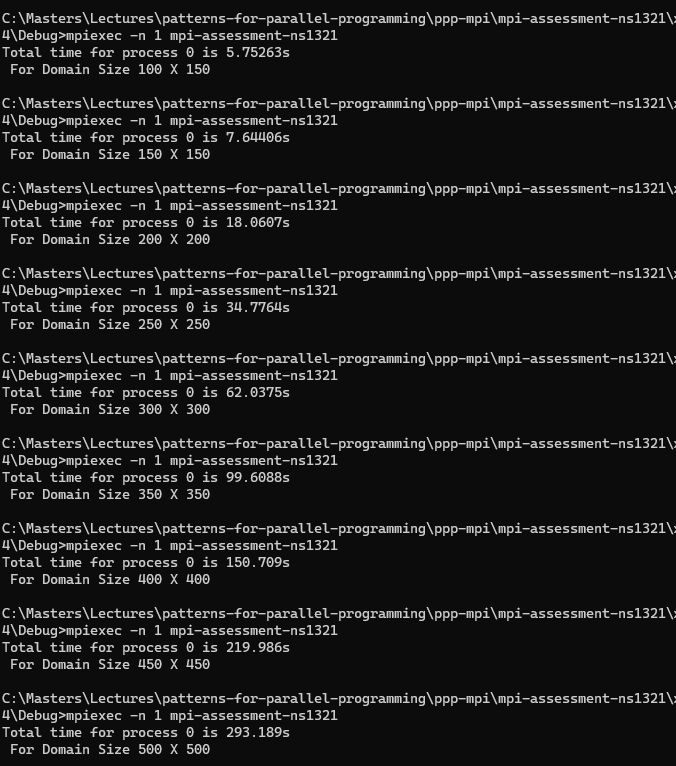 C:\Masters\Lectures\patterns-for-parallel-programming\ppp-mpi\mpi-assessment-ns1321\
4\Debug>mpiexec -n 1 mpi-assessment-ns1321
Total time for process 0 is 5.75263s
For Domain Size 100 X 150
C:\Masters\Lectures\patterns-for-parallel-programming\ppp-mpi\mpi-assessment-ns1321\
4\Debug>mpiexec -n 1 mpi-assessment-ns1321
Total time for process 0 is 7.64406s
For Domain Size 150 X 150
C:\Masters\Lectures\patterns-for-parallel-programming\ppp-mpi\mpi-assessment-ns1321\
4\Debug>mpiexec -n 1 mpi-assessment-ns1321
Total time for process 0 is 18.0607s
For Domain Size 200 X 200
C:\Masters\Lectures\patterns-for-parallel-programming\ppp-mpi\mpi-assessment-ns1321\
4\Debug>mpiexec -n 1 mpi-assessment-ns1321
Total time for process 0 is 34.7764s
For Domain Size 250 X 250
C:\Masters\Lectures\patterns-for-parallel-programming\ppp-mpi\mpi-assessment-ns1321\
4\Debug>mpiexec -n 1 mpi-assessment-ns1321
Total time for process 0 is 62.0375s
For Domain Size 300 X 300
C:\Masters\Lectures\patterns-for-parallel-programming\ppp-mpi\mpi-assessment-ns1321\
4\Debug>mpiexec -n 1 mpi-assessment-ns1321
Total time for process 0 is 99.6088s
For Domain Size 350 X 350
C:\Masters\Lectures\patterns-for-parallel-programming\ppp-mpi\mpi-assessment-ns1321\
4\Debug>mpiexec -n 1 mpi-assessment-ns1321
Total time for process 0 is 150.709s
For Domain Size 400 X 400
C:\Masters\Lectures\patterns-for-parallel-programming\ppp-mpi\mpi-assessment-ns1321\
4\Debug>mpiexec -n 1 mpi-assessment-ns1321
Total time for process 0 is 219.986s
For Domain Size 450 X 450
C:\Masters\Lectures\patterns-for-parallel-programming\ppp-mpi\mpi-assessment-ns1321\
4\Debug>mpiexec -n 1 mpi-assessment-ns1321
Total time for process 0 is 293.189s
For Domain Size 500 X 500